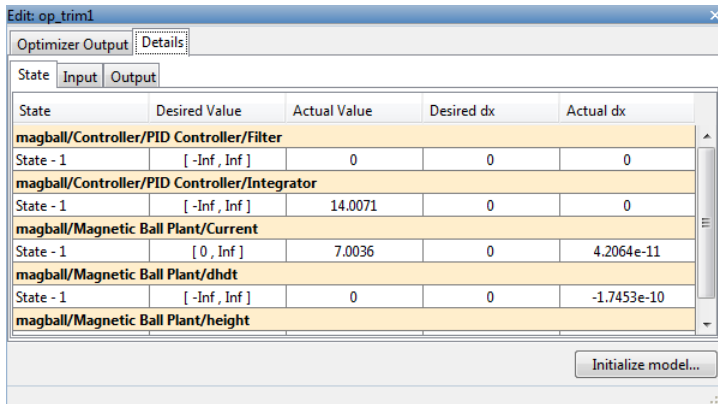 Edit: op_trim1
Optimizer Output Details
State Input Output
State Desired Value Actual Value Desired dx Actual dx
magball/Controller/PID Controller/Filter
State - 1 [ -Inf , Inf ] 0 0 0
magball/Controller/PID Controller/Integrator
State - 1 [ -Inf , Inf ] 14.0071 0 0
magball/Magnetic Ball Plant/Current
State - 1 [ 0 , Inf ] 7.0036 0 4.2064e-11
magball/Magnetic Ball Plant/dhdt
State - 1 [ -Inf , Inf ] 0 0 -1.7453e-10
magball/Magnetic Ball Plant/height
Initialize model...